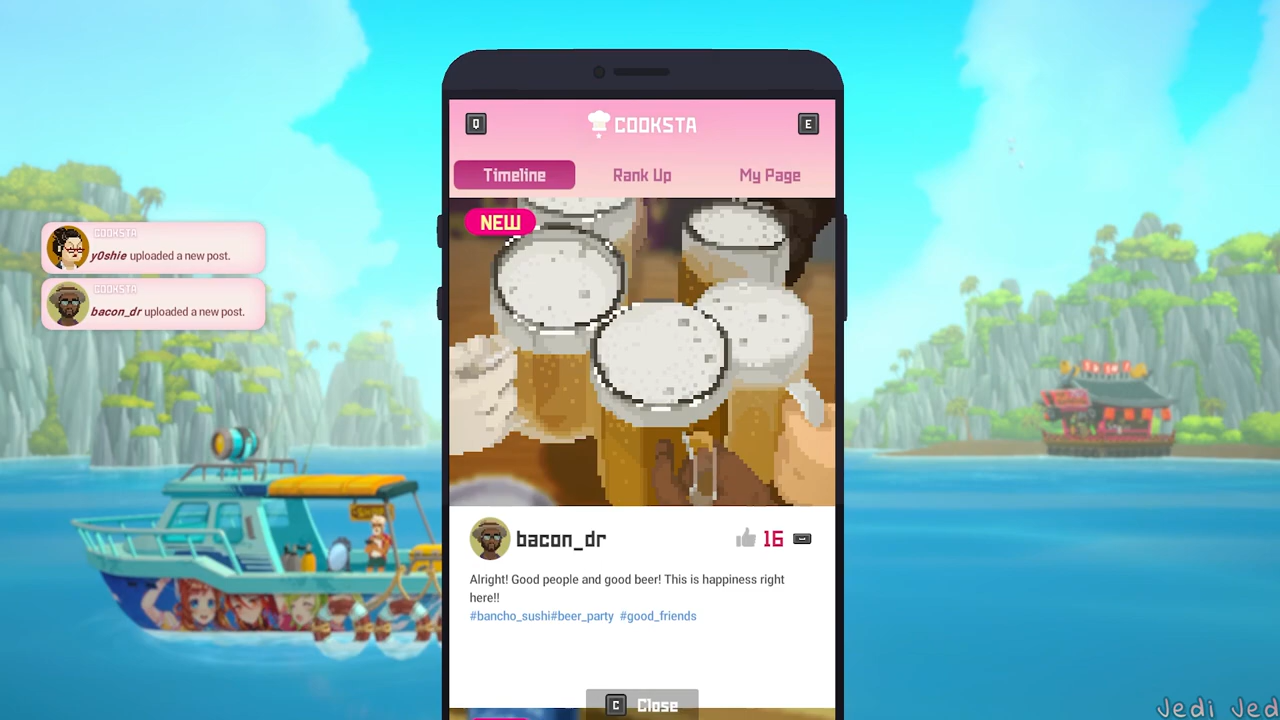 Q
COOKSTA
E
Timeline
Rank Up
My Page
NEW
COOKSTA
y0shie uploaded a new post.
COOKSTA
bacon_dr uploaded a new post.
bacon_dr
16
Alright! Good people and good beer! This is happiness right
here!!
#bancho_sushi#beer_party #good_friends
C Close
Jedi Jed